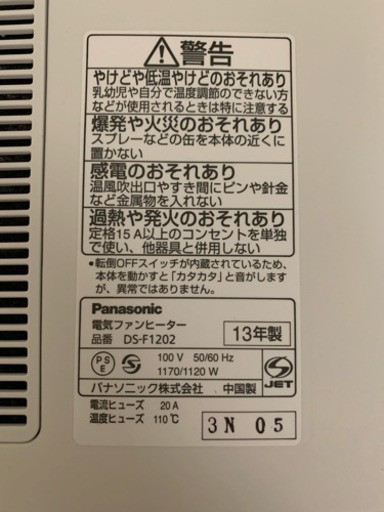 警告
やけどや低温やけどのおそれあり
乳幼児や自分で温度調節のできない方
などが使用されるときは特に注意する
爆発や火災のおそれあり
スプレーなどの缶を本体の近くに
置かない
感電のおそれあり
温風吹出口やすき間にピンや針金
など金属物を入れない
過熱や発火のおそれあり
定格15A以上のコンセントを単独
で使い、他器具と併用しない
●転倒OFFスイッチが内蔵されているため、
本体を動かすと「カタカタ」と音がします
が、異常ではありません。
Panasonic
電気ファンヒーター
品番 DS-F1202
13年製
PSE
100 V 50/60 Hz
1170/1120 W
JET
パナソニック株式会社 中国製
電流ヒューズ 20 A
温度ヒューズ 110℃
3N 05